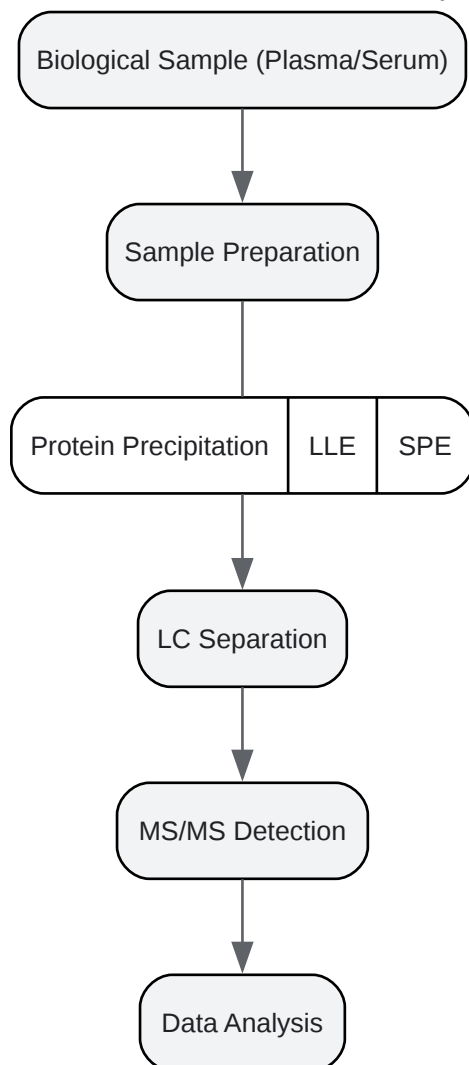 Biological Sample (Plasma/Serum)
Sample Preparation
Protein Precipitation LLE SPE
LC Separation
MS/MS Detection
Data Analysis